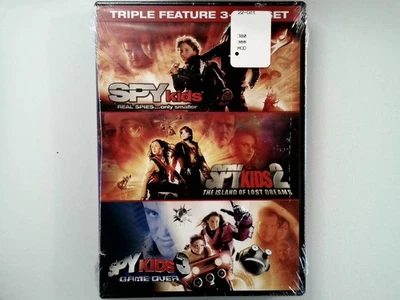 TRIPLE FEATURE 3-
SET
SPY kids
REAL SPIES...only smaller
SPY KIDS 2
THE ISLAND OF LOST DREAMS
SPY KIDS 3
GAME OVER